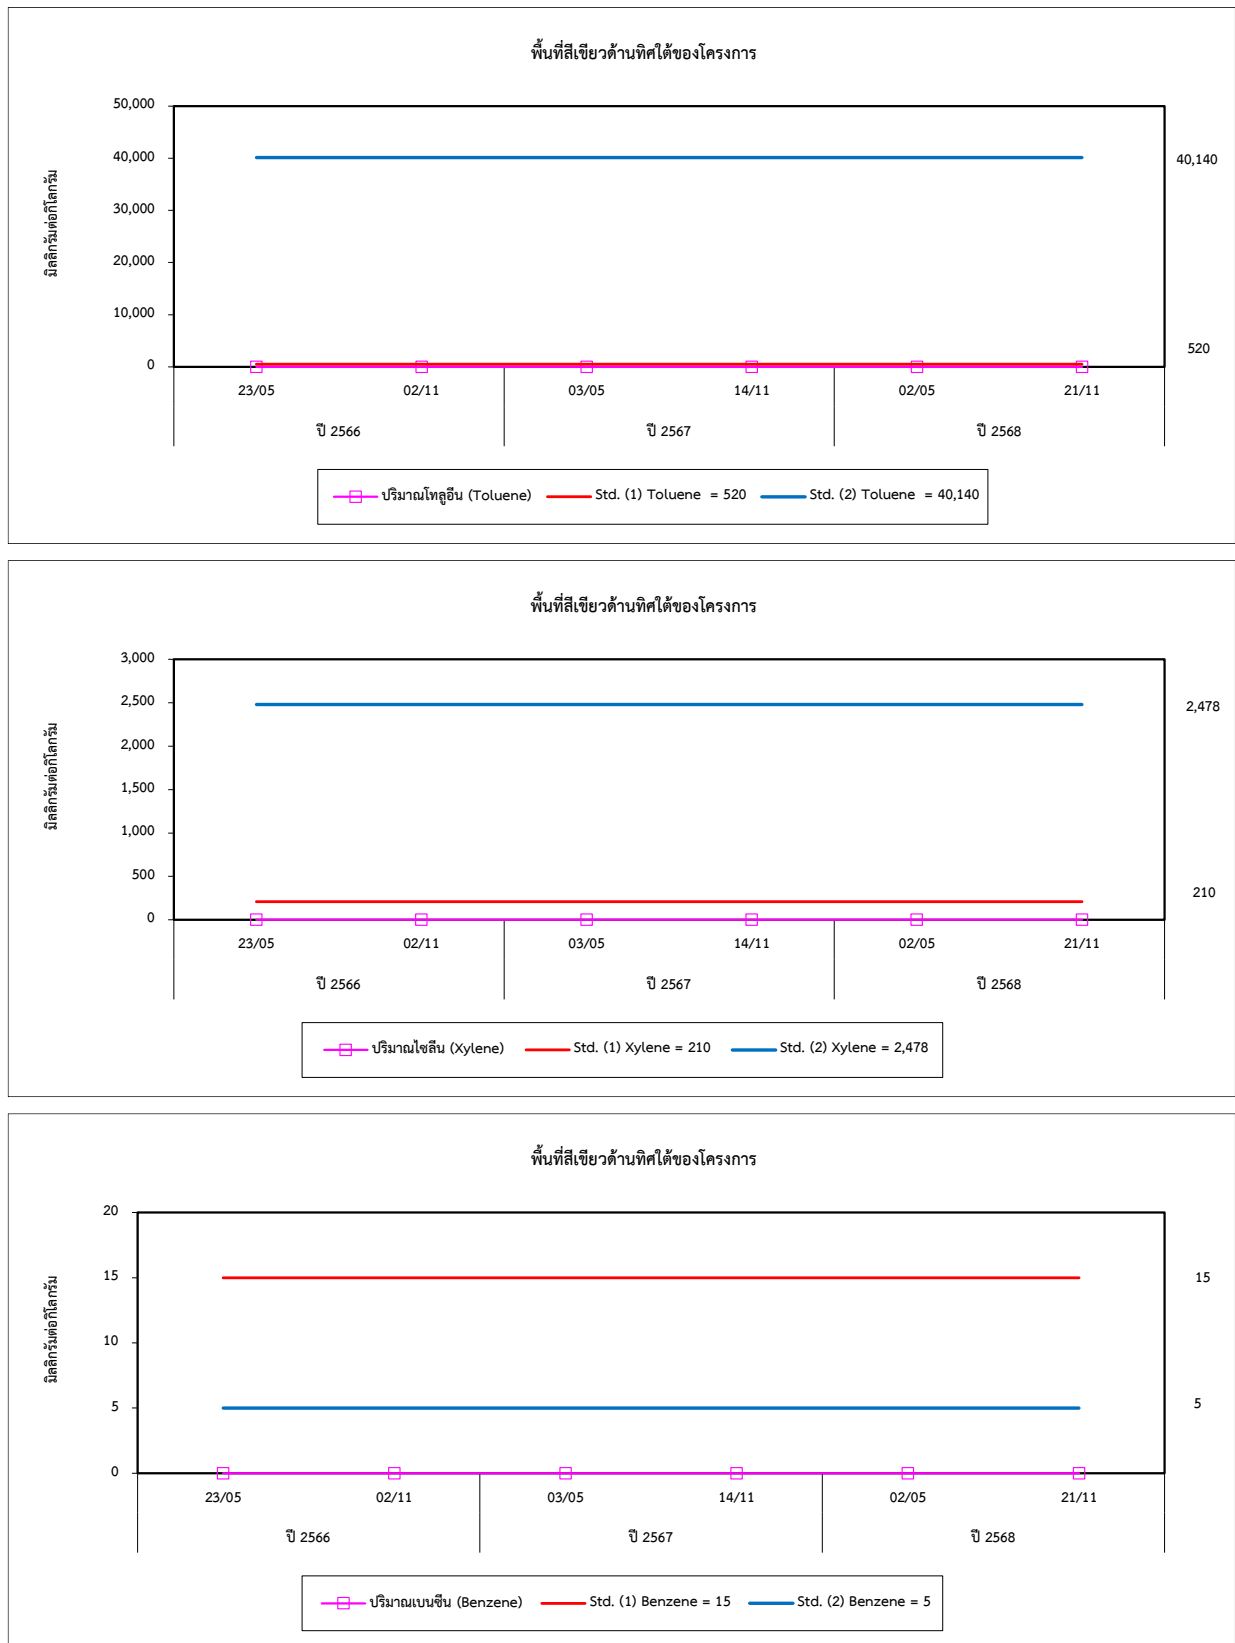 พื้นที่สีเขียวด้านทิศใต้ของโครงการ
มิลลิกรัมต่อกิโลกรัม
50,000
40,000
30,000
20,000
10,000
0
40,140
520
23/05 02/11 03/05 14/11 02/05 21/11
ปี 2566 ปี 2567 ปี 2568
ปริมาณโทลูอีน (Toluene) Std. (1) Toluene = 520 Std. (2) Toluene = 40,140
พื้นที่สีเขียวด้านทิศใต้ของโครงการ
มิลลิกรัมต่อกิโลกรัม
3,000
2,500
2,000
1,500
1,000
500
0
2,478
210
23/05 02/11 03/05 14/11 02/05 21/11
ปี 2566 ปี 2567 ปี 2568
ปริมาณไซลีน (Xylene) Std. (1) Xylene = 210 Std. (2) Xylene = 2,478
พื้นที่สีเขียวด้านทิศใต้ของโครงการ
มิลลิกรัมต่อกิโลกรัม
20
15
10
5
0
15
5
23/05 02/11 03/05 14/11 02/05 21/11
ปี 2566 ปี 2567 ปี 2568
ปริมาณเบนซีน (Benzene) Std. (1) Benzene = 15 Std. (2) Benzene = 5